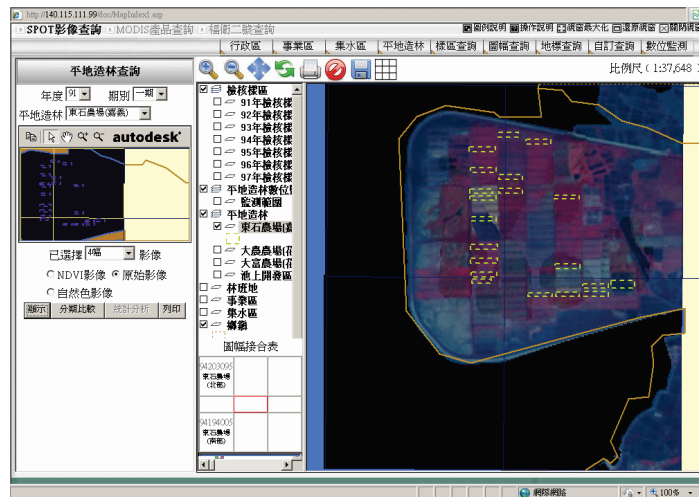 http://140.115.111.99/doc/MapIndex1.asp
SPOT影像查詢 MODIS產品查詢 福衛二號查詢
圖例說明 操作說明 視窗最大化 還原視窗 關閉視窗
行政區 事業區 集水區 平地造林 樣區查詢 圖幅查詢 地標查詢 自訂查詢 數位監測
平地造林查詢
比例尺 ( 1:37,648 )
年度 91 期別 一期
平地造林 東石農場(嘉義)
autodesk
已選擇 4幅 影像
NDVI影像 原始影像
自然色影像
顯示 分期比較 統計分析 列印
檢核樣區
91年檢核樣
92年檢核樣
93年檢核樣
94年檢核樣
95年檢核樣
96年檢核樣
97年檢核樣
平地造林數位
監測範圍
平地造林
東石農場(嘉
大農農場(花
大富農場(花
池上開發區
林班地
事業區
集水區
鄉鎮
圖幅接合表
94203095
東石農場
(北部)
94194005
東石農場
(南部)
網際網路
100%